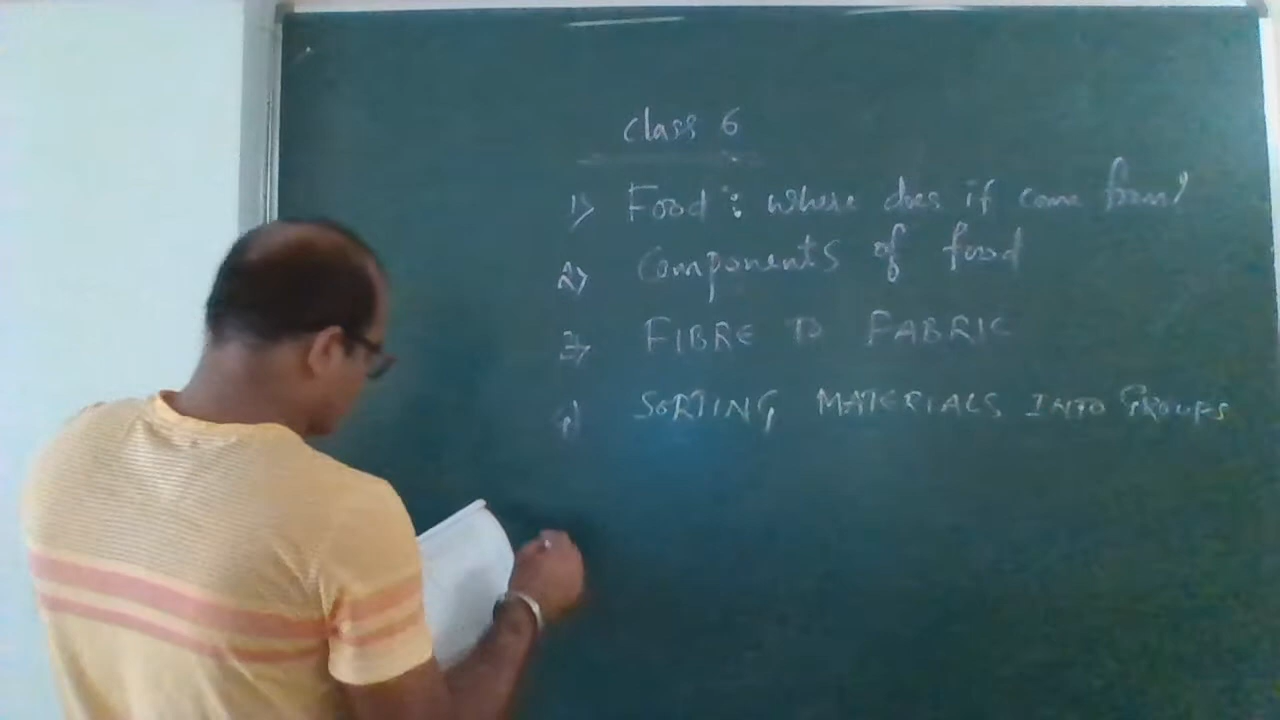 class 6
1) Food : where does if come from?
2) Components of food
3) FIBRE TO FABRIC
4) SORTING MATERIALS INTO GROUPS